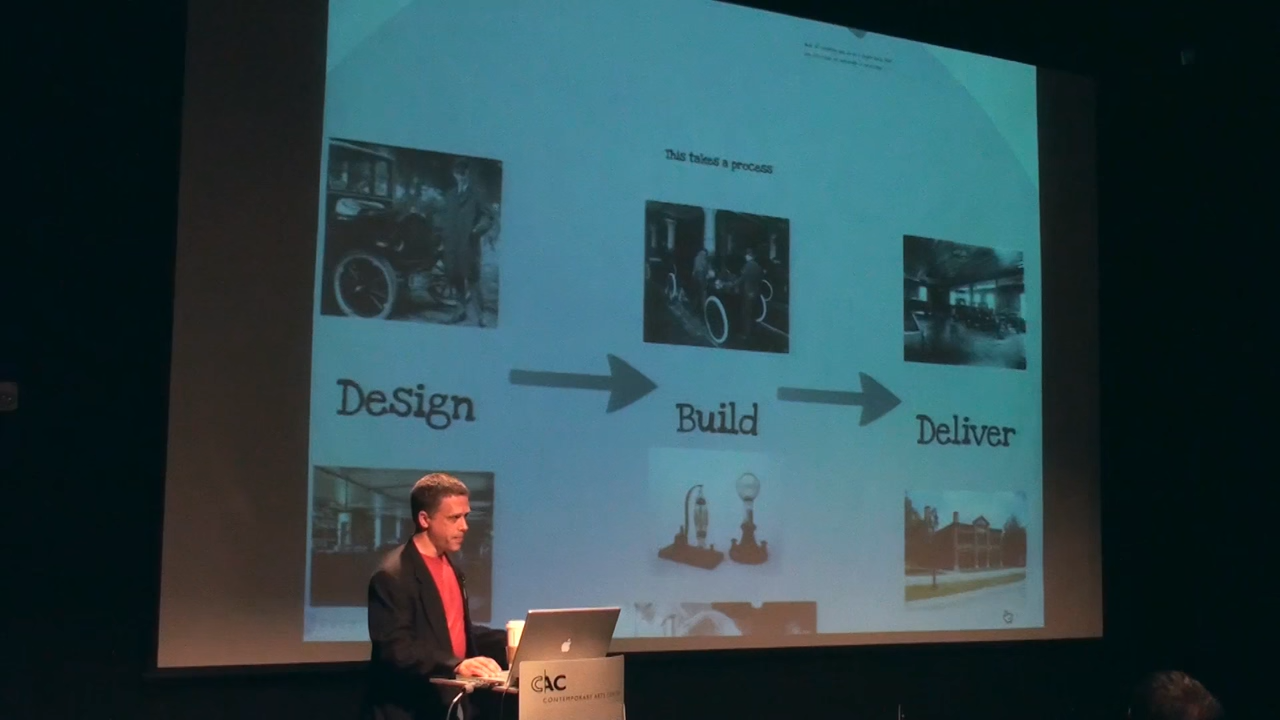 This takes a process
Design
Build
Deliver
CAC
CONTEMPORARY ARTS CENTER